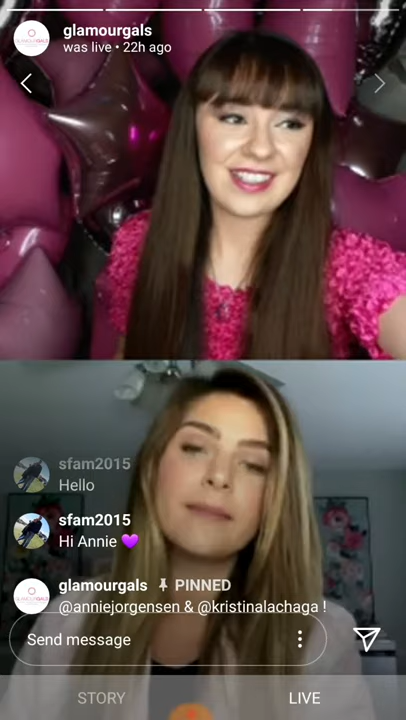 glamourgals
was live • 22h ago
sfam2015
Hello
sfam2015
Hi Annie 💜
glamourgals PINNED
@anniejorgensen & @kristinalachaga !
Send message
STORY LIVE